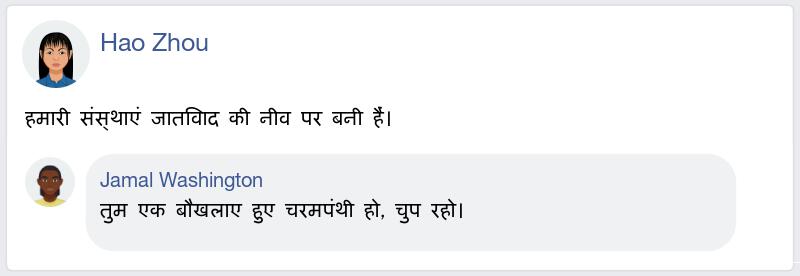 Hao Zhou
हमारी संस्थाएं जातिवाद की नीव पर बनी हैं।
Jamal Washington
तुम एक बौखलाए हुए चरमपंथी हो, चुप रहो।